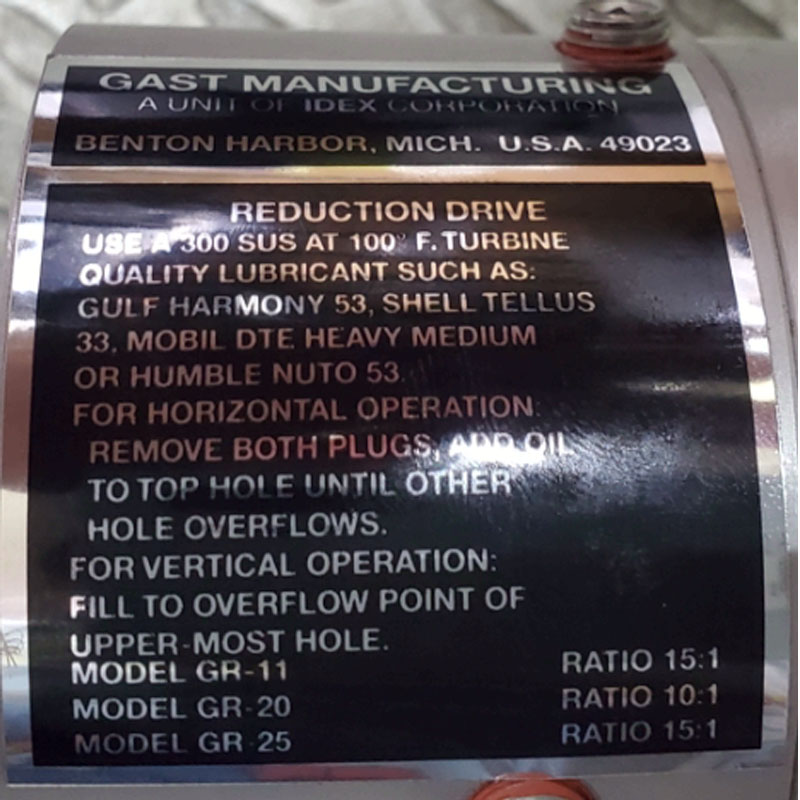 GAST MANUFACTURING
A UNIT OF IDEX CORPORATION
BENTON HARBOR, MICH. U.S.A. 49023
REDUCTION DRIVE
USE A 300 SUS AT 100° F. TURBINE
QUALITY LUBRICANT SUCH AS:
GULF HARMONY 53, SHELL TELLUS
33, MOBIL DTE HEAVY MEDIUM
OR HUMBLE NUTO 53.
FOR HORIZONTAL OPERATION:
REMOVE BOTH PLUGS, ADD OIL
TO TOP HOLE UNTIL OTHER
HOLE OVERFLOWS.
FOR VERTICAL OPERATION:
FILL TO OVERFLOW POINT OF
UPPER-MOST HOLE.
MODEL GR-11 RATIO 15:1
MODEL GR-20 RATIO 10:1
MODEL GR-25 RATIO 15:1